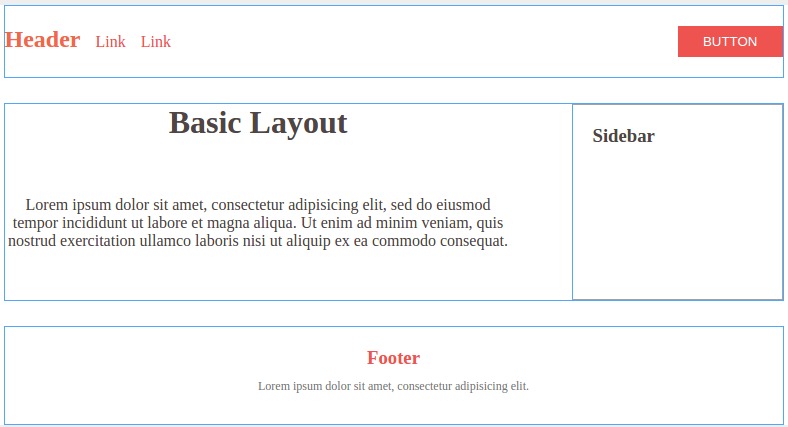 Header Link Link BUTTON
Basic Layout
Sidebar
Lorem ipsum dolor sit amet, consectetur adipisicing elit, sed do eiusmod
tempor incididunt ut labore et magna aliqua. Ut enim ad minim veniam, quis
nostrud exercitation ullamco laboris nisi ut aliquip ex ea commodo consequat.
Footer
Lorem ipsum dolor sit amet, consectetur adipisicing elit.